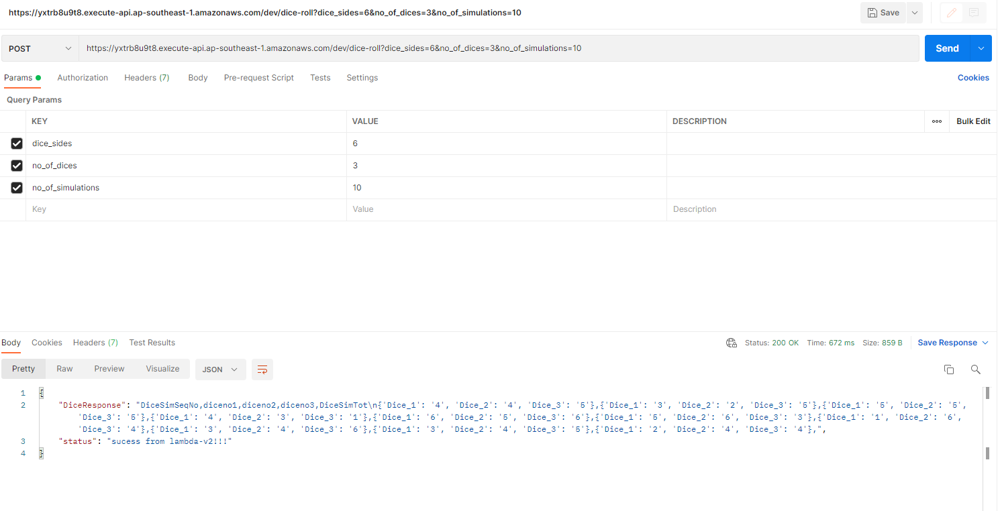 https://yxtrb8u9t8.execute-api.ap-southeast-1.amazonaws.com/dev/dice-roll?dice_sides=6&no_of_dices=3&no_of_simulations=10 Save
POST https://yxtrb8u9t8.execute-api.ap-southeast-1.amazonaws.com/dev/dice-roll?dice_sides=6&no_of_dices=3&no_of_simulations=10 Send
Params Authorization Headers (7) Body Pre-request Script Tests Settings Cookies
Query Params
KEY VALUE DESCRIPTION ooo Bulk Edit
dice_sides 6
no_of_dices 3
no_of_simulations 10
Key Value Description
Body Cookies Headers (7) Test Results Status: 200 OK Time: 672 ms Size: 859 B Save Response
Pretty Raw Preview Visualize JSON
1 {
2 "DiceResponse": "DiceSimSeqNo,diceno1,diceno2,diceno3,DiceSimTot\n{'Dice_1': '4', 'Dice_2': '4', 'Dice_3': '5'},{'Dice_1': '3', 'Dice_2': '2', 'Dice_3': '5'},{'Dice_1': '5', 'Dice_2': '5',
'Dice_3': '5'},{'Dice_1': '4', 'Dice_2': '3', 'Dice_3': '1'},{'Dice_1': '6', 'Dice_2': '5', 'Dice_3': '6'},{'Dice_1': '5', 'Dice_2': '6', 'Dice_3': '3'},{'Dice_1': '1', 'Dice_2': '6',
'Dice_3': '4'},{'Dice_1': '3', 'Dice_2': '4', 'Dice_3': '6'},{'Dice_1': '3', 'Dice_2': '4', 'Dice_3': '5'},{'Dice_1': '2', 'Dice_2': '4', 'Dice_3': '4'},",
3 "status": "sucess from lambda-v2!!!"
4 }